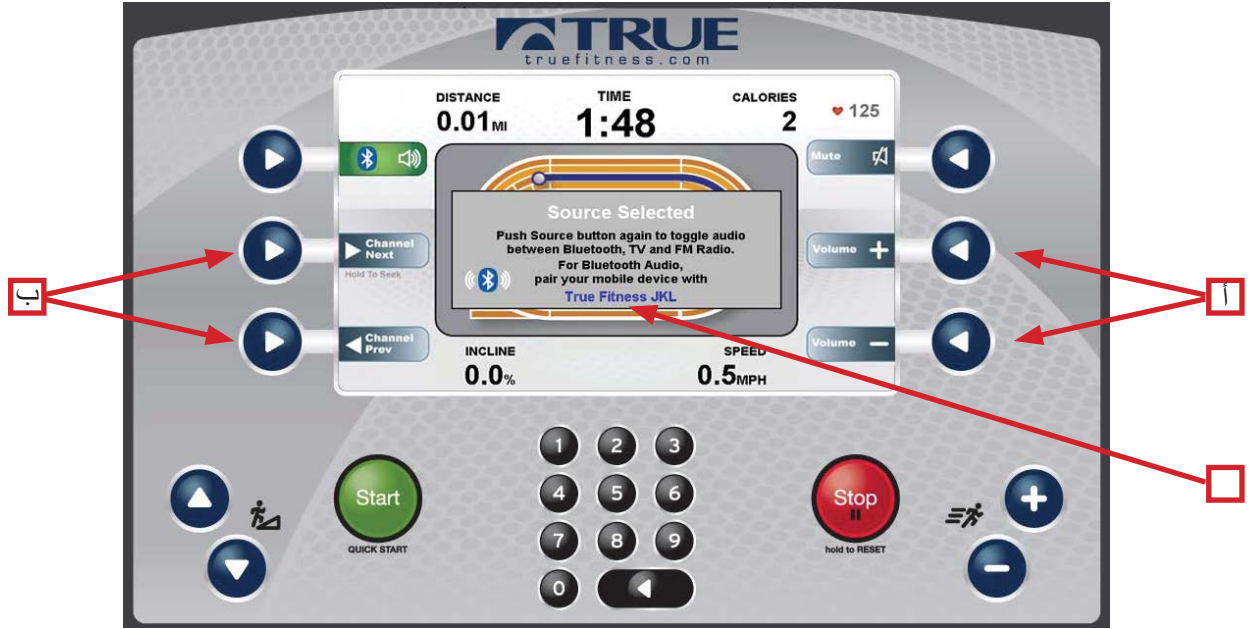 TRUE
truefitness.com
DISTANCE
0.01 MI
TIME
1:48
CALORIES
2
125
Mute
Channel
Next
Hold To Seek
Volume +
Source Selected
Push Source button again to toggle audio
between Bluetooth, TV and FM Radio.
For Bluetooth Audio,
pair your mobile device with
True Fitness JKL
ب
أ
Channel
Prev
Volume −
INCLINE
0.0%
SPEED
0.5MPH
1 2 3
4 5 6
7 8 9
0
Start
QUICK START
Stop
hold to RESET
+
−